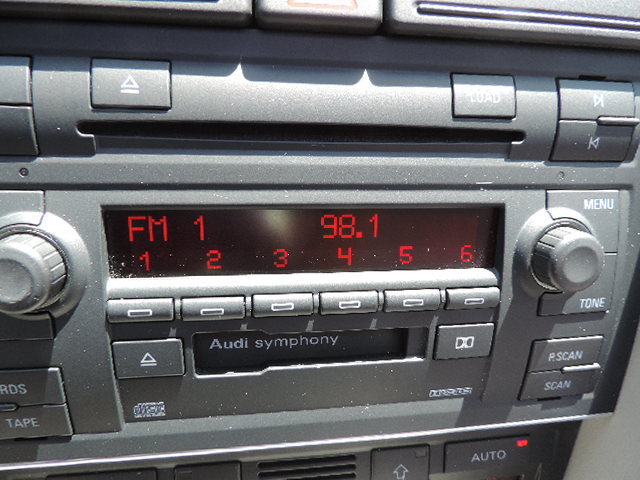 LOAD
MENU
FM 1 98.1
1 2 3 4 5 6
TONE
Audi symphony
P.SCAN
SCAN
RDS
TAPE
AUTO